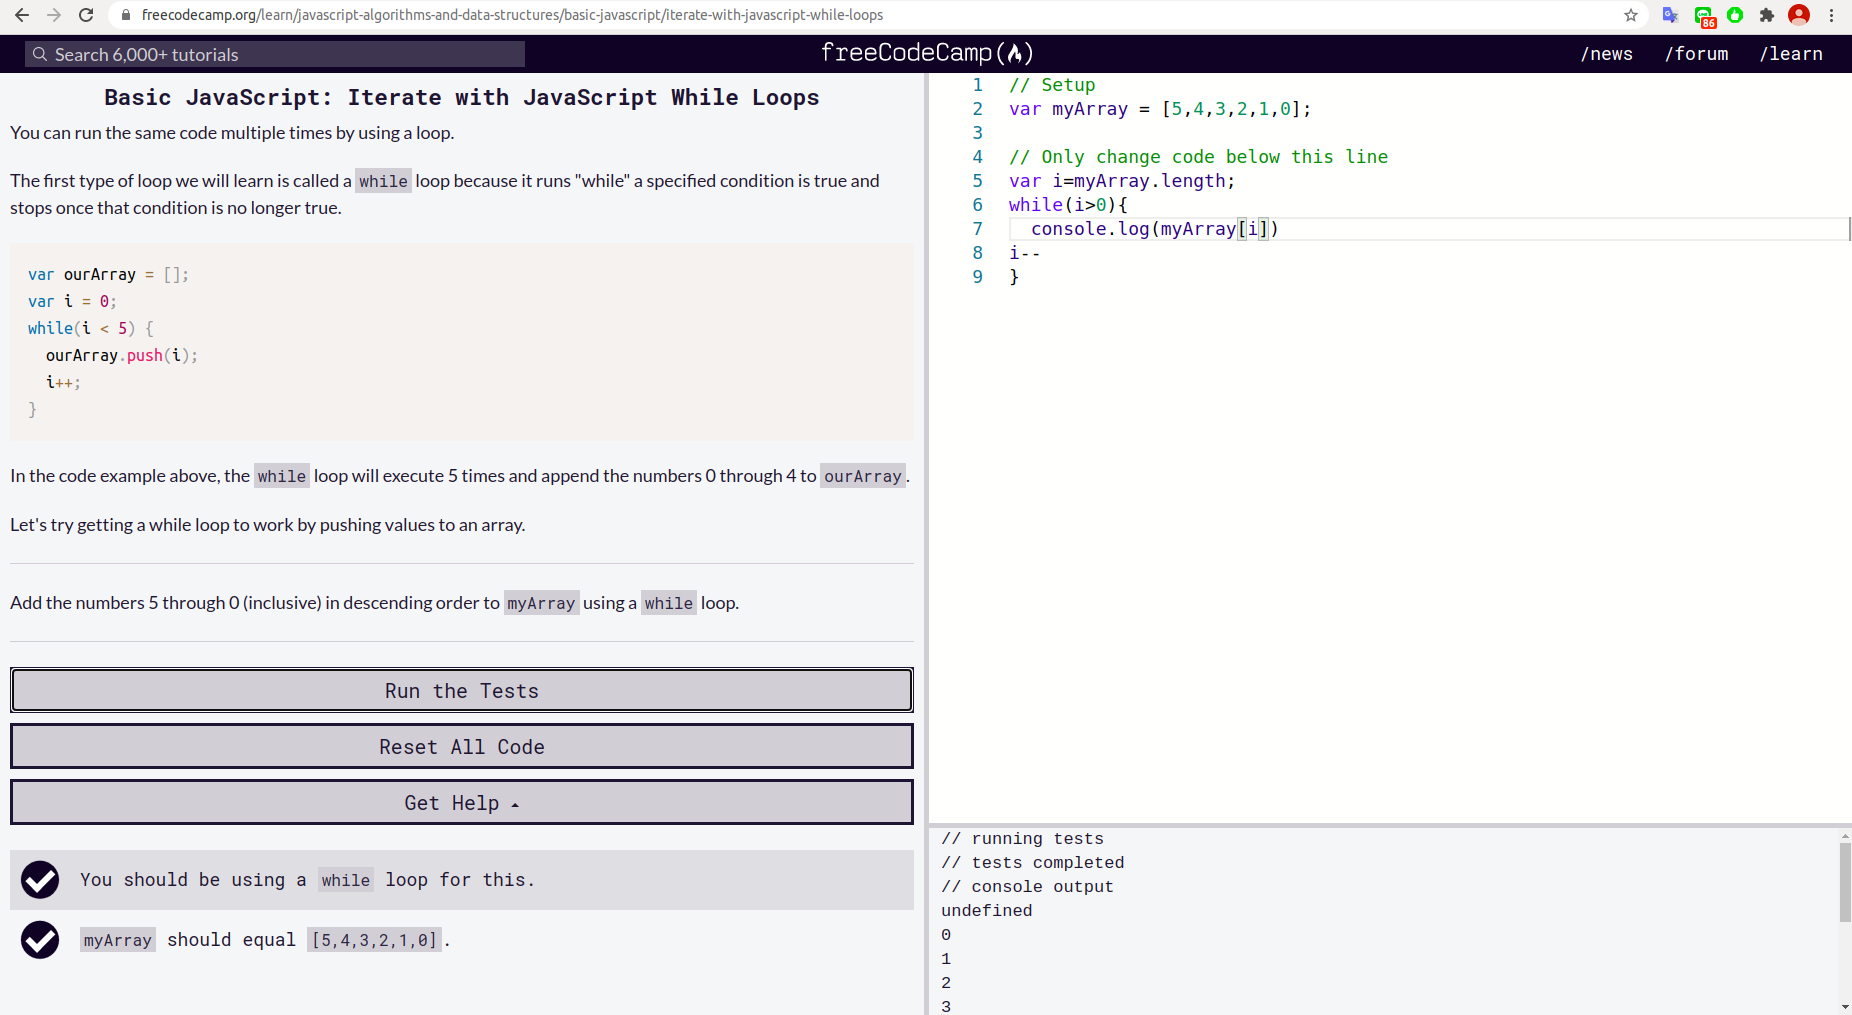 freecodecamp.org/learn/javascript-algorithms-and-data-structures/basic-javascript/iterate-with-javascript-while-loops
86
Search 6,000+ tutorials
freeCodeCamp
/news
/forum
/learn
Basic JavaScript: Iterate with JavaScript While Loops
You can run the same code multiple times by using a loop.
The first type of loop we will learn is called a while loop because it runs "while" a specified condition is true and
stops once that condition is no longer true.
var ourArray = [];
var i = 0;
while(i < 5) {
  ourArray.push(i);
  i++;
}
In the code example above, the while loop will execute 5 times and append the numbers 0 through 4 to ourArray.
Let's try getting a while loop to work by pushing values to an array.
Add the numbers 5 through 0 (inclusive) in descending order to myArray using a while loop.
Run the Tests
Reset All Code
Get Help
You should be using a while loop for this.
myArray should equal [5,4,3,2,1,0].
1 // Setup
2 var myArray = [5,4,3,2,1,0];
3
4 // Only change code below this line
5 var i=myArray.length;
6 while(i>0){
7   console.log(myArray[i])
8 i--
9 }
// running tests
// tests completed
// console output
undefined
0
1
2
3